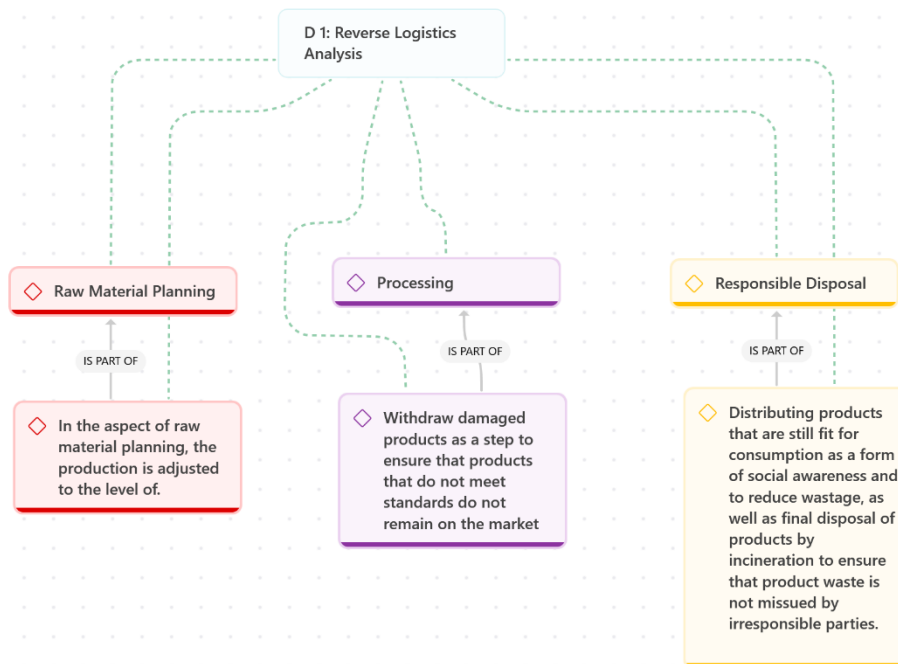 D 1: Reverse Logistics
Analysis
Raw Material Planning
Processing
Responsible Disposal
IS PART OF
IS PART OF
IS PART OF
In the aspect of raw
material planning, the
production is adjusted
to the level of.
Withdraw damaged
products as a step to
ensure that products
that do not meet
standards do not
remain on the market
Distributing products
that are still fit for
consumption as a form
of social awareness and
to reduce wastage, as
well as final disposal of
products by
incineration to ensure
that product waste is
not missued by
irresponsible parties.